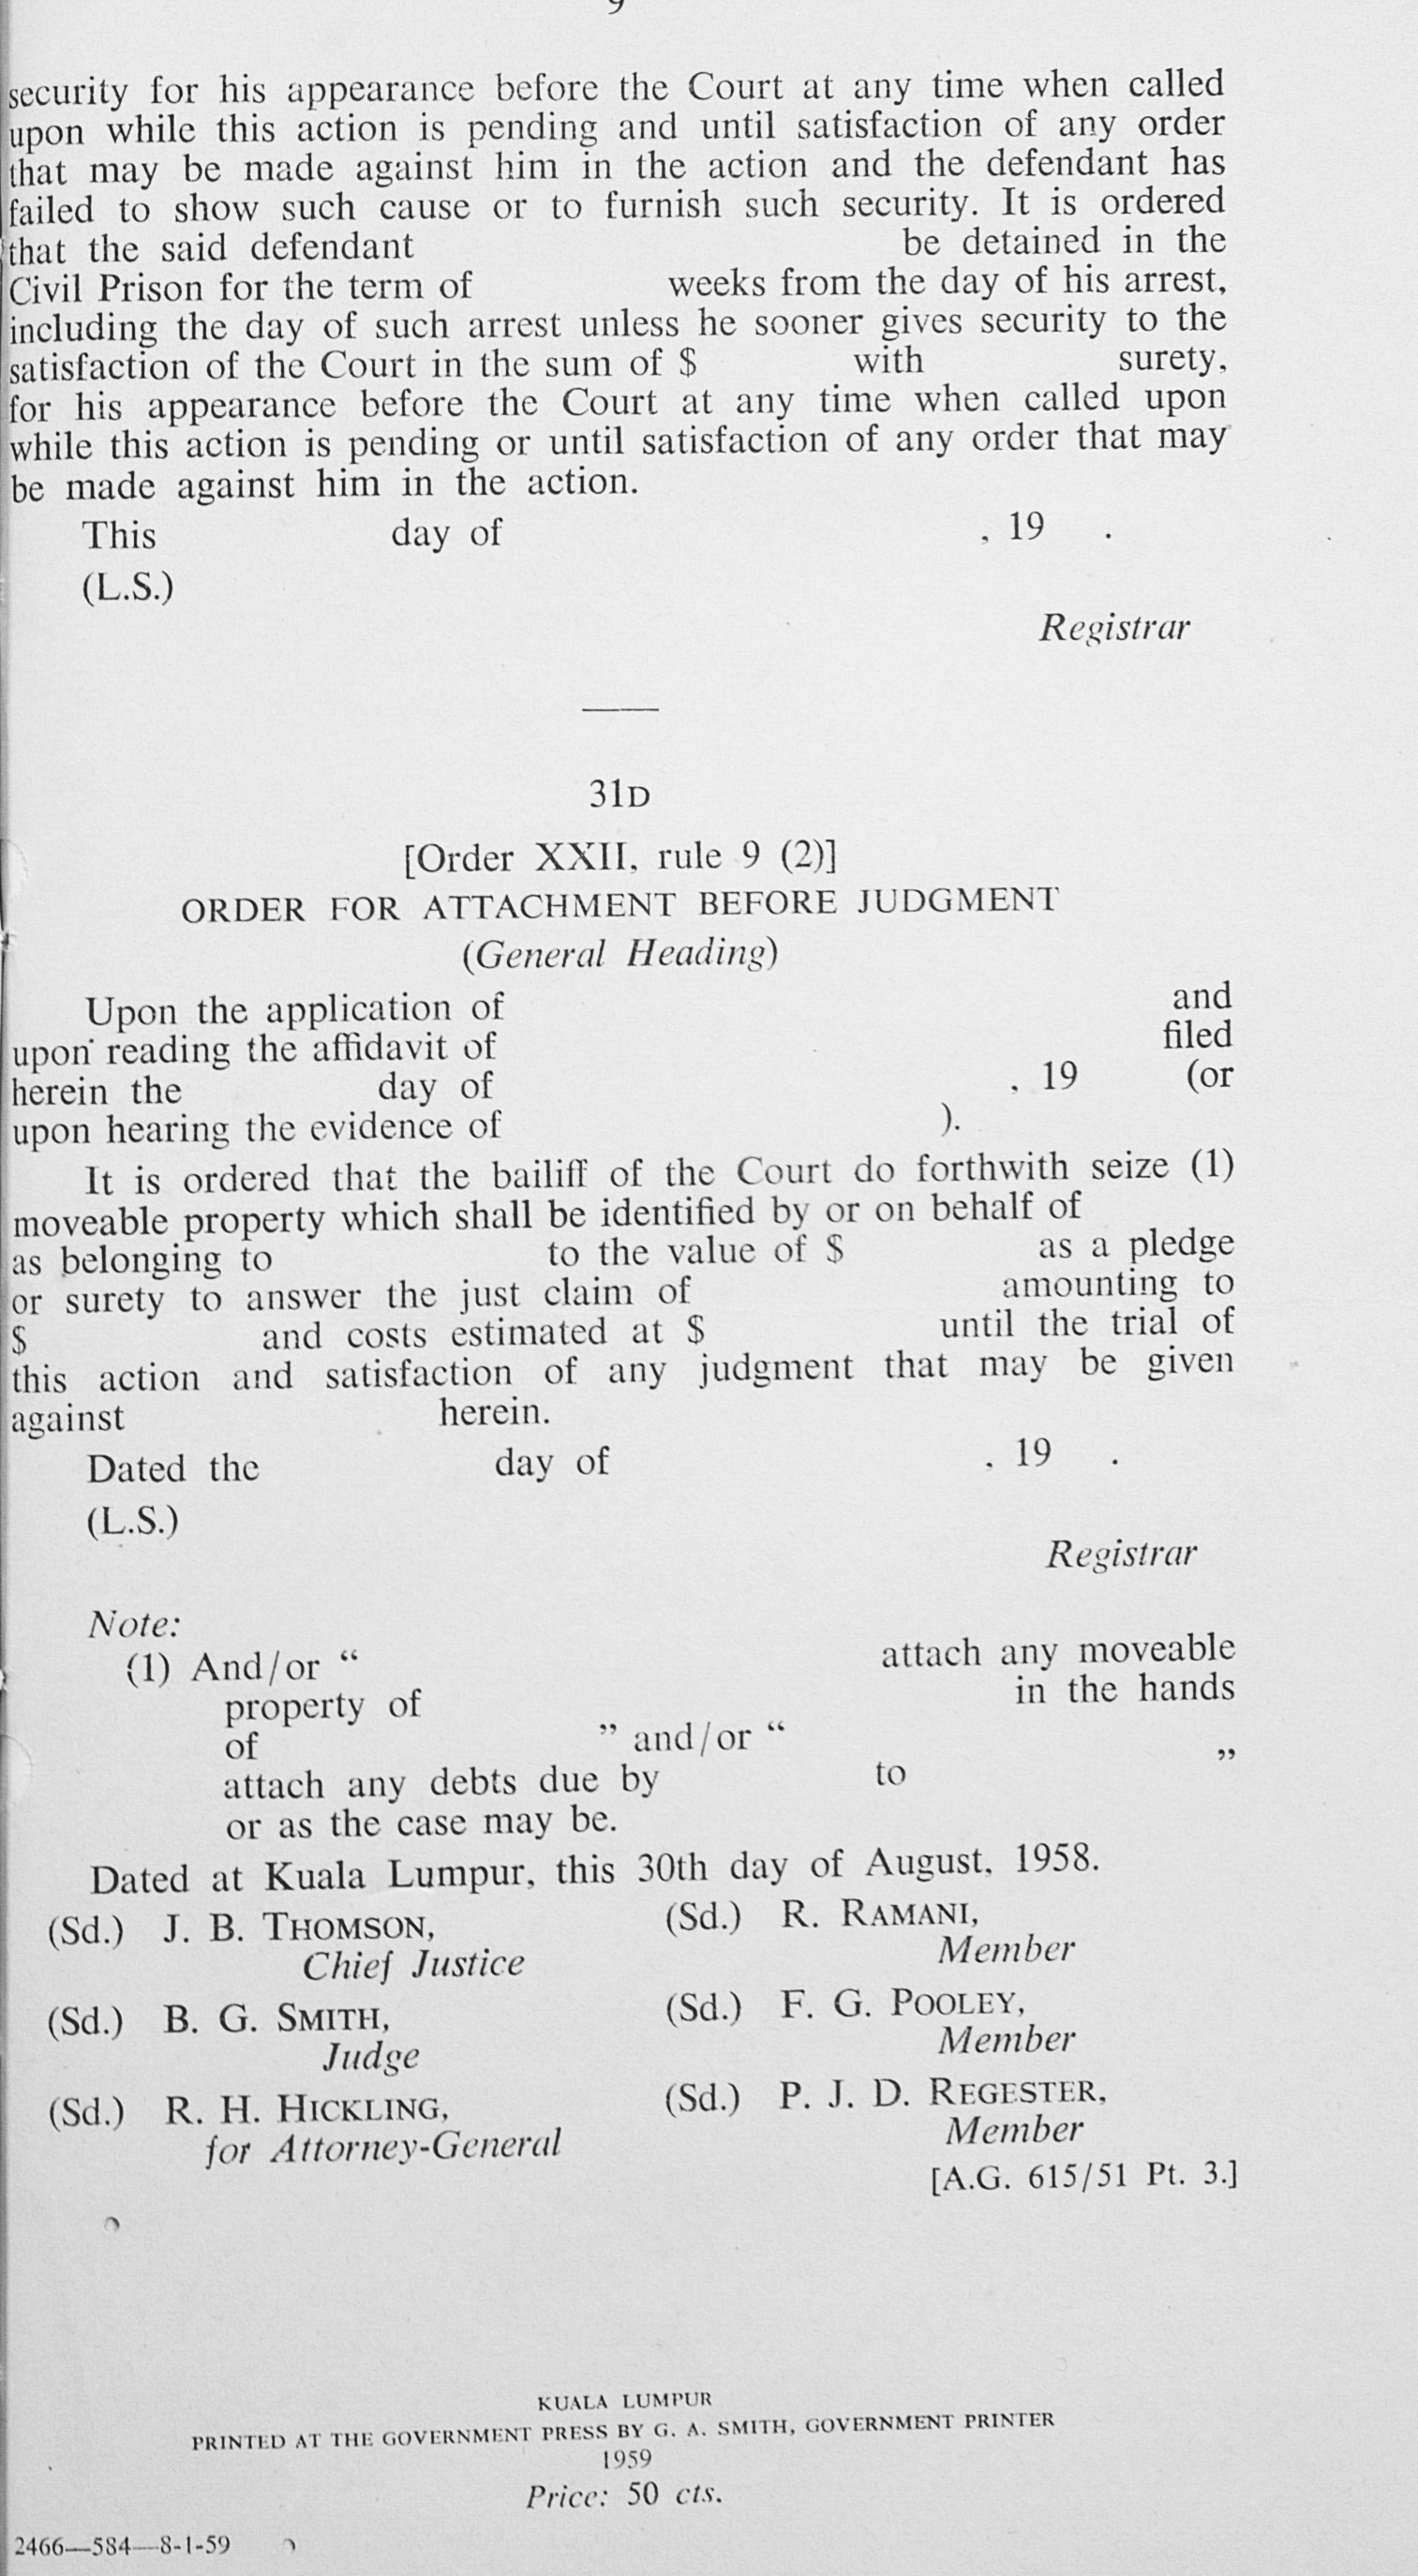 9
security for his appearance before the Court at any time when called
upon while this action is pending and until satisfaction of any order
that may be made against him in the action and the defendant has
failed to show such cause or to furnish such security. It is ordered
that the said defendant be detained in the
Civil Prison for the term of weeks from the day of his arrest,
including the day of such arrest unless he sooner gives security to the
satisfaction of the Court in the sum of $ with surety,
for his appearance before the Court at any time when called upon
while this action is pending or until satisfaction of any order that may
be made against him in the action.
This day of , 19 .
(L.S.)
Registrar
31D
[Order XXII, rule 9 (2)]
ORDER FOR ATTACHMENT BEFORE JUDGMENT
(General Heading)
Upon the application of and
upon reading the affidavit of filed
herein the day of , 19 (or
upon hearing the evidence of ).
It is ordered that the bailiff of the Court do forthwith seize (1)
moveable property which shall be identified by or on behalf of
as belonging to to the value of $ as a pledge
or surety to answer the just claim of amounting to
$ and costs estimated at $ until the trial of
this action and satisfaction of any judgment that may be given
against herein.
Dated the day of , 19 .
(L.S.)
Registrar
Note:
(1) And/or “ attach any moveable
property of in the hands
of ” and/or “
attach any debts due by to ”
or as the case may be.
Dated at Kuala Lumpur, this 30th day of August, 1958.
(Sd.) J. B. THOMSON, (Sd.) R. RAMANI,
Chief Justice Member
(Sd.) B. G. SMITH, (Sd.) F. G. POOLEY,
Judge Member
(Sd.) R. H. HICKLING, (Sd.) P. J. D. REGESTER,
for Attorney-General Member
[A.G. 615/51 Pt. 3.]
KUALA LUMPUR
PRINTED AT THE GOVERNMENT PRESS BY G. A. SMITH, GOVERNMENT PRINTER
1959
Price: 50 cts.
2466—584—8-1-59